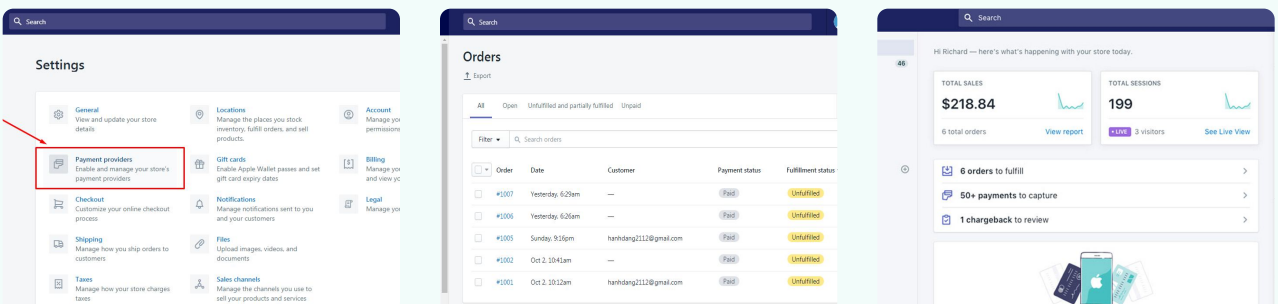 Search
Settings
General
View and update your store
details
Locations
Manage the places you stock
inventory, fulfill orders, and sell
products.
Account
Manage you
permissions
Payment providers
Enable and manage your store's
payment providers
Gift cards
Enable Apple Wallet passes and set
gift card expiry dates
Billing
Manage you
and view yo
Checkout
Customize your online checkout
process
Notifications
Manage notifications sent to you
and your customers
Legal
Manage you
Shipping
Manage how you ship orders to
customers
Files
Upload images, videos, and
documents
Taxes
Manage how your store charges
taxes
Sales channels
Manage the channels you use to
sell your products and services
Search
Orders
Export
All Open Unfulfilled and partially fulfilled Unpaid
Filter Search orders
Order Date Customer Payment status Fulfillment status
#1007 Yesterday, 6:29am — Paid Unfulfilled
#1006 Yesterday, 6:26am — Paid Unfulfilled
#1005 Sunday, 9:16pm hanhdang2112@gmail.com Paid Unfulfilled
#1002 Oct 2, 10:41am — Paid Unfulfilled
#1001 Oct 2, 10:12am hanhdang2112@gmail.com Paid Unfulfilled
Search
46
Hi Richard — here's what's happening with your store today.
TOTAL SALES
$218.84
6 total orders View report
TOTAL SESSIONS
199
• LIVE 3 visitors See Live View
6 orders to fulfill
50+ payments to capture
1 chargeback to review